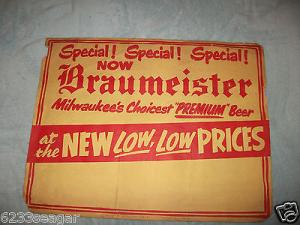 Special! Special! Special!
NOW
Braumeister
Milwaukee's Choicest "PREMIUM" Beer
at the NEW LOW, LOW PRICES
6233seagar